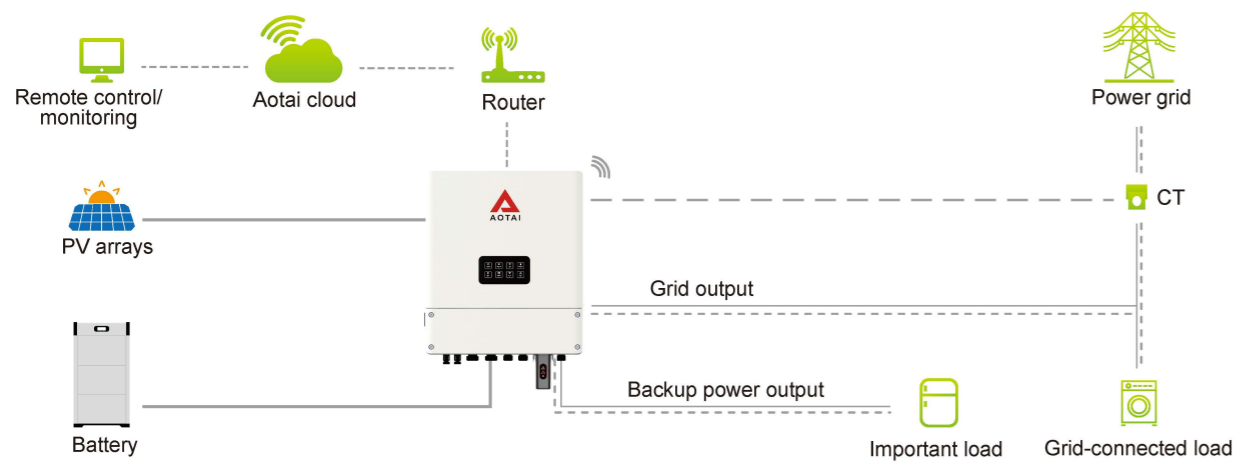 Remote control/
monitoring
Aotai cloud
Router
Power grid
AOTAI
CT
PV arrays
Grid output
Backup power output
Battery
Important load
Grid-connected load